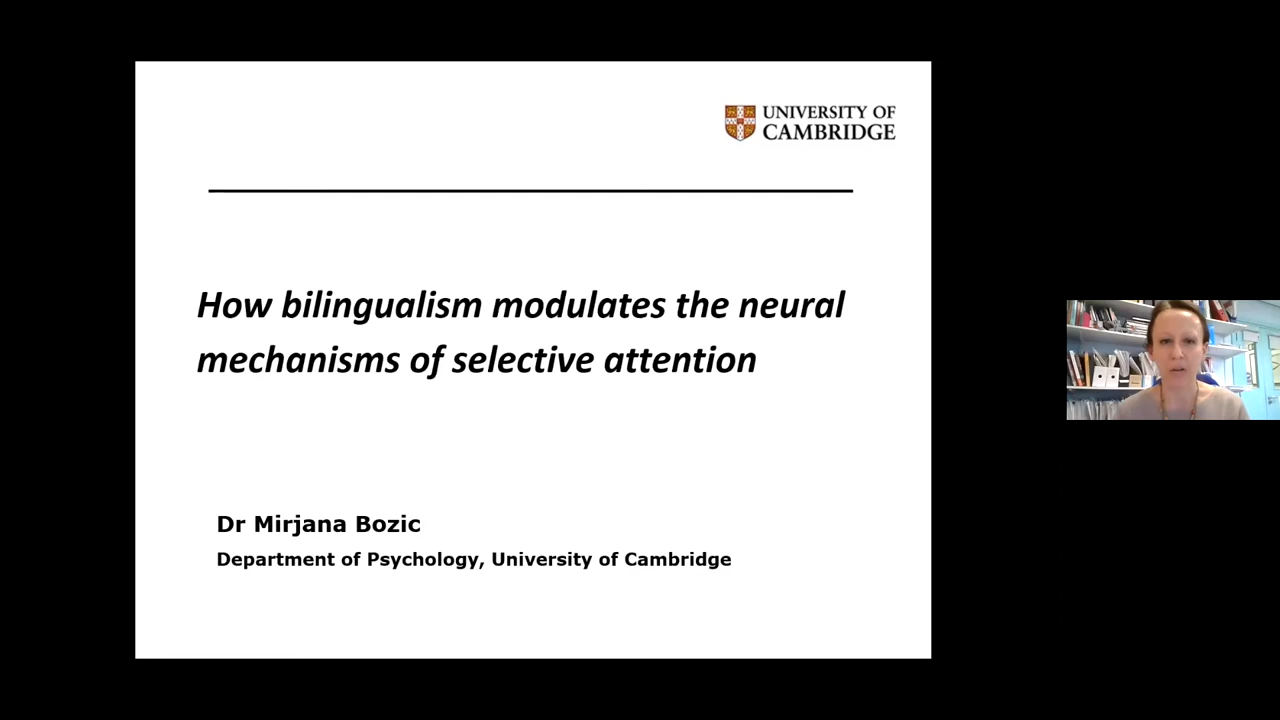 UNIVERSITY OF
CAMBRIDGE
How bilingualism modulates the neural
mechanisms of selective attention
Dr Mirjana Bozic
Department of Psychology, University of Cambridge